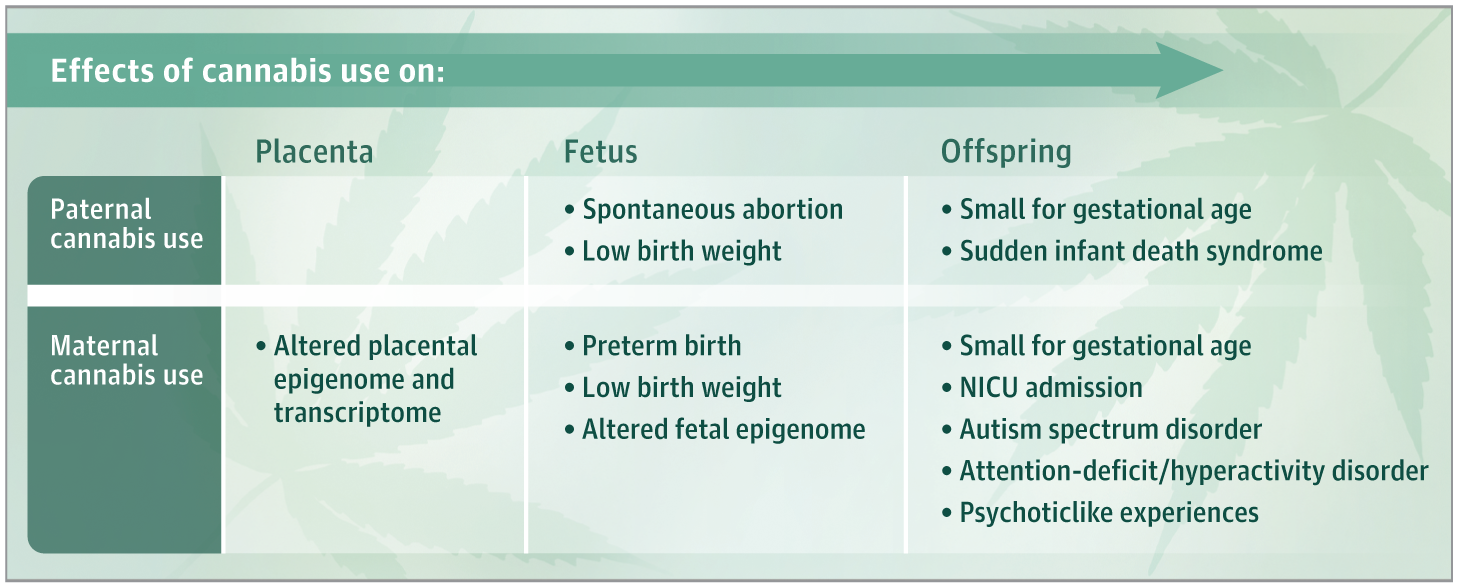 Effects of cannabis use on:
Placenta
Fetus
Offspring
Paternal
cannabis use
• Spontaneous abortion
• Low birth weight
• Small for gestational age
• Sudden infant death syndrome
Maternal
cannabis use
• Altered placental
epigenome and
transcriptome
• Preterm birth
• Low birth weight
• Altered fetal epigenome
• Small for gestational age
• NICU admission
• Autism spectrum disorder
• Attention-deficit/hyperactivity disorder
• Psychoticlike experiences